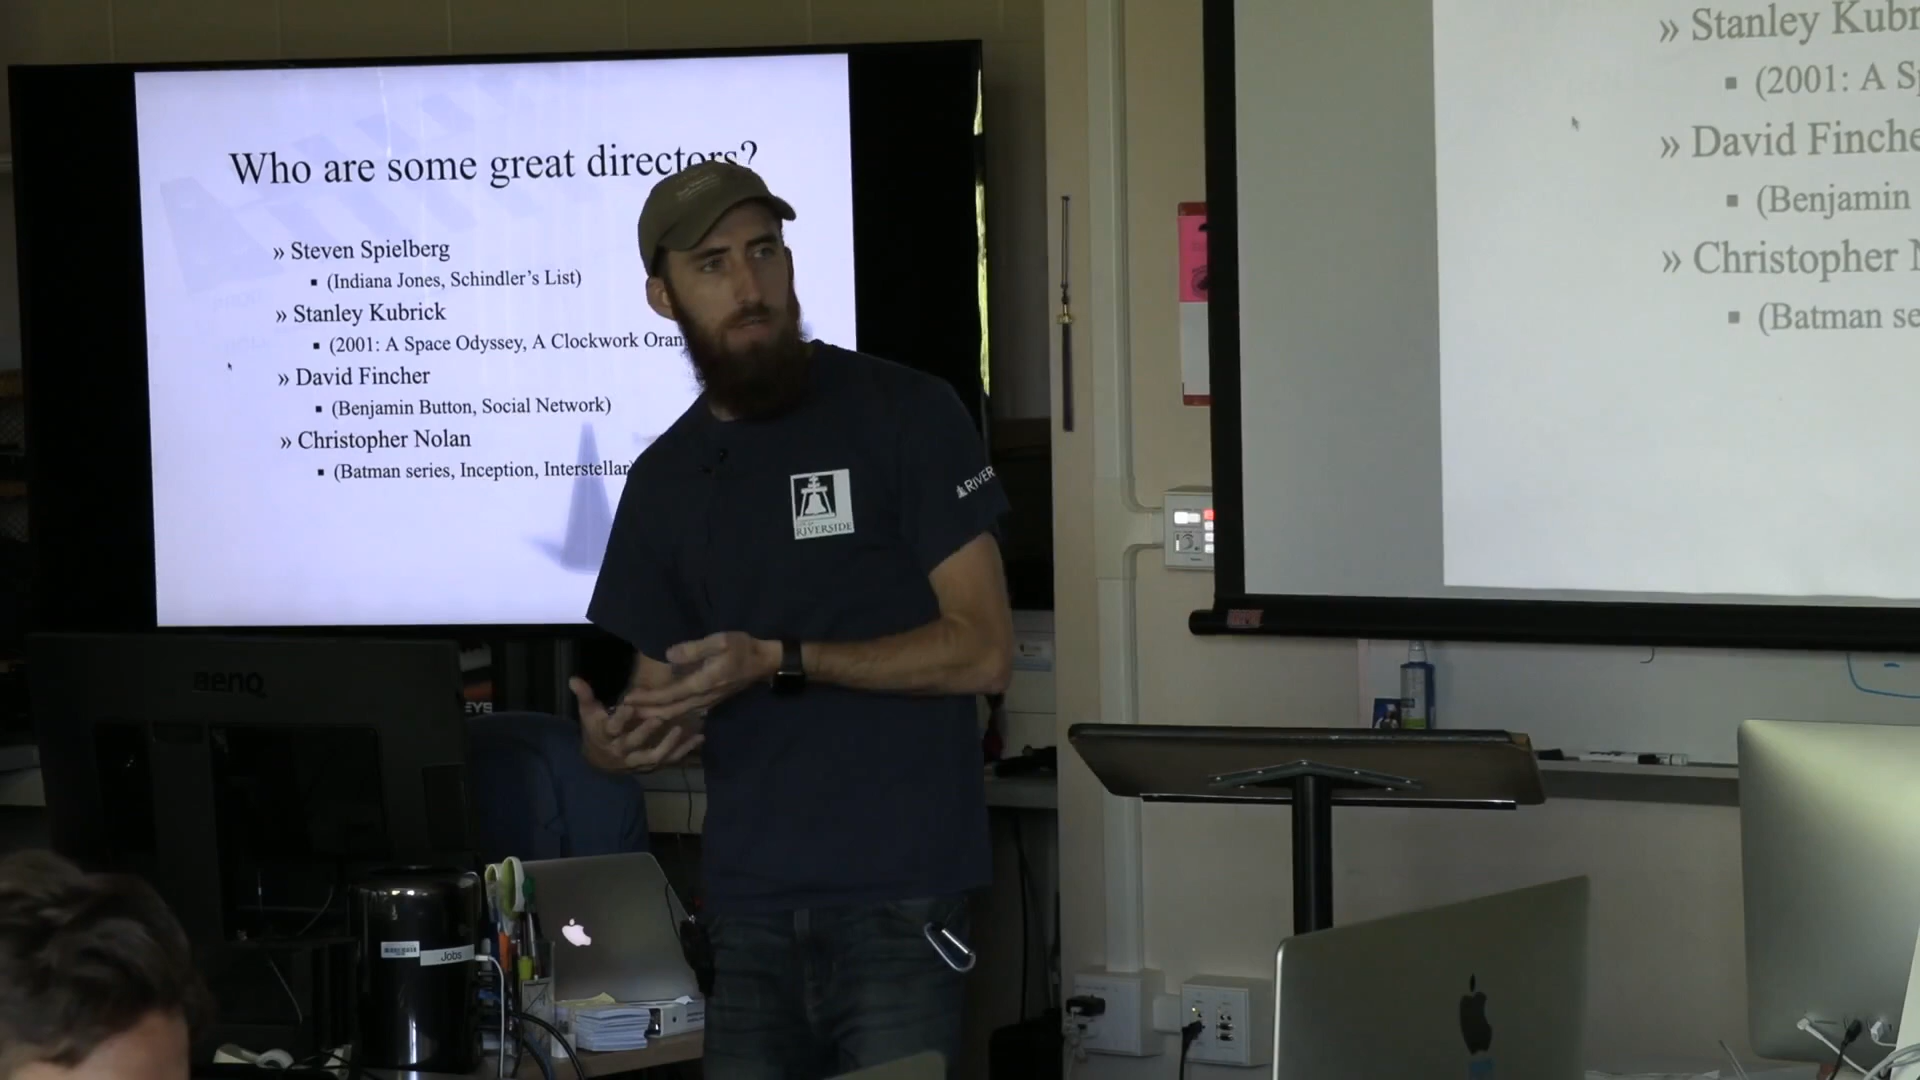 Who are some great directors?
» Steven Spielberg
▪ (Indiana Jones, Schindler's List)
» Stanley Kubrick
▪ (2001: A Space Odyssey, A Clockwork Oran
» David Fincher
▪ (Benjamin Button, Social Network)
» Christopher Nolan
▪ (Batman series, Inception, Interstellar)
» Stanley Kubr
▪ (2001: A Sp
» David Finche
▪ (Benjamin
» Christopher N
▪ (Batman se
RIVERSIDE
RIVER
BenQ
EYS
Jobs